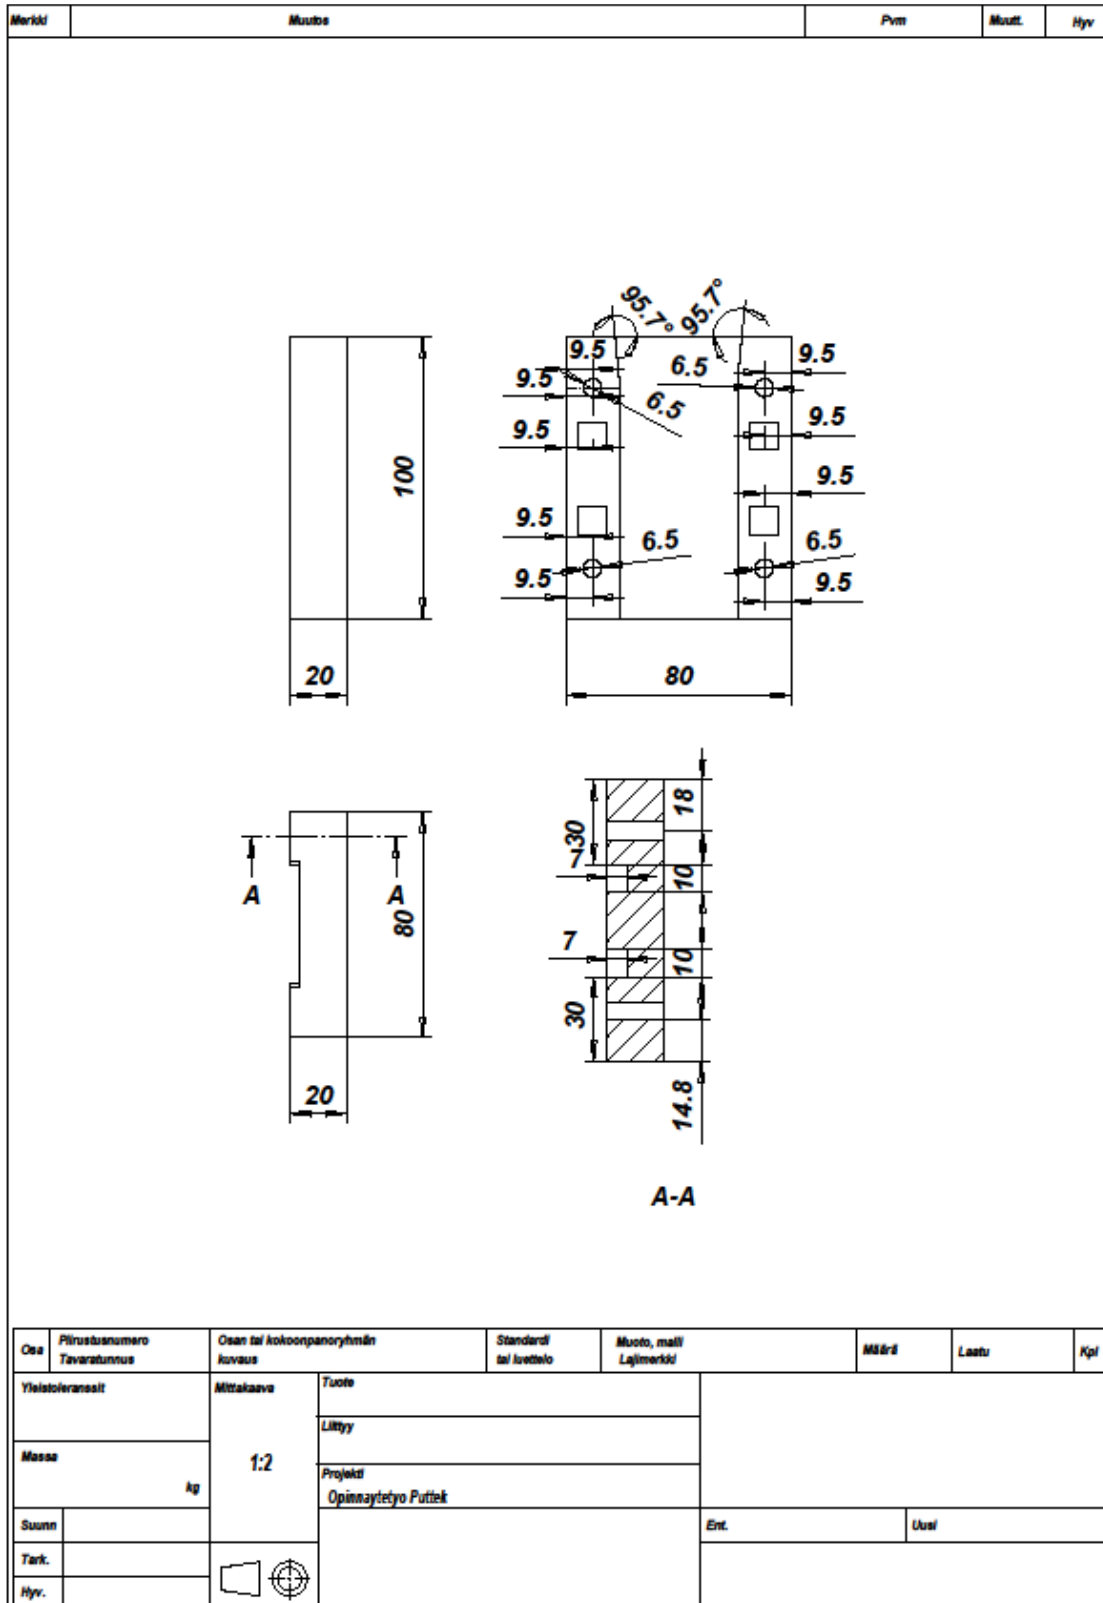 Merkki Muutos Pvm Muutt. Hyv
95.7° 95.7°
9.5 9.5
9.5 6.5
6.5
9.5 9.5
9.5
100
9.5 6.5 6.5
9.5 9.5
20 80
18
30
7
A A 10
80
7 10
30
20
14.8
A-A
Osa Piirustusnumero Osan tai kokoonpanoryhmän Standardi Muoto, malli Määrä Laatu Kpl
Tavaratunnus kuvaus tai luettelo Lajimerkki
Yleistoleranssit Mittakaava Tuote
Liittyy
Massa 1:2
kg Projekti
Opinnaytetyo Puttek
Suunn Ent. Uusi
Tark.
Hyv.